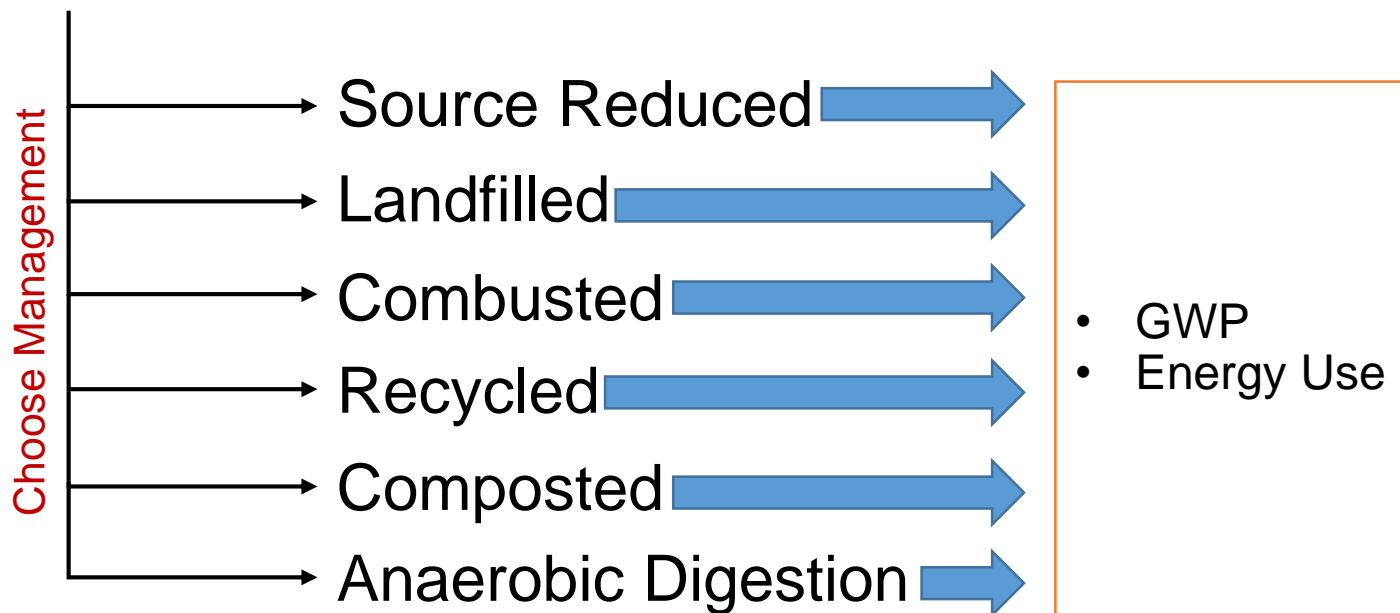 Choose Management
Source Reduced
Landfilled
Combusted
Recycled
Composted
Anaerobic Digestion
• GWP
• Energy Use